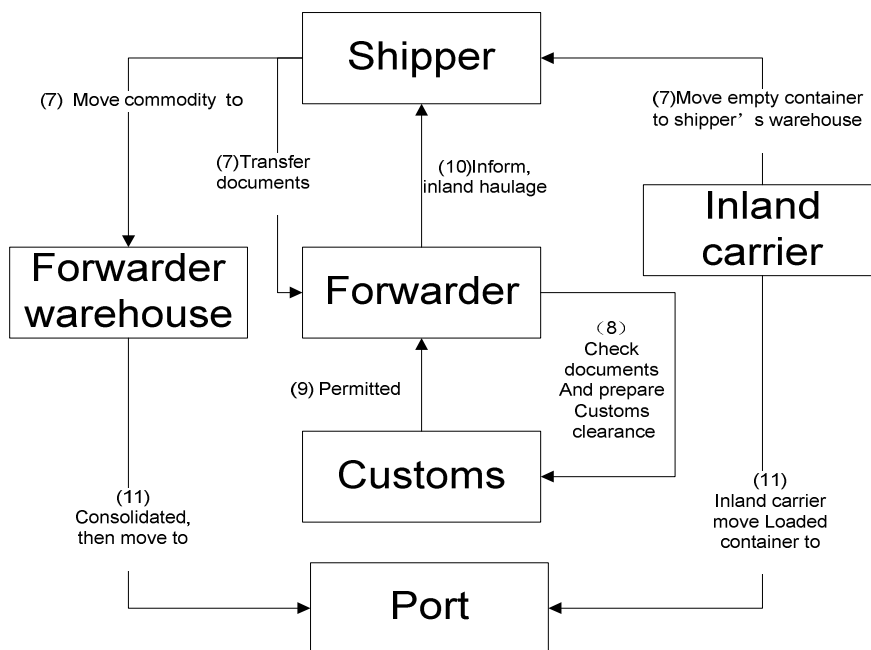 Shipper
(7) Move commodity to
(7)Move empty container
to shipper’s warehouse
(7)Transfer
documents
(10)Inform,
inland haulage
Inland
carrier
Forwarder
warehouse
Forwarder
（8）
Check
documents
And prepare
Customs
clearance
(9) Permitted
Customs
(11)
Consolidated,
then move to
(11)
Inland carrier
move Loaded
container to
Port